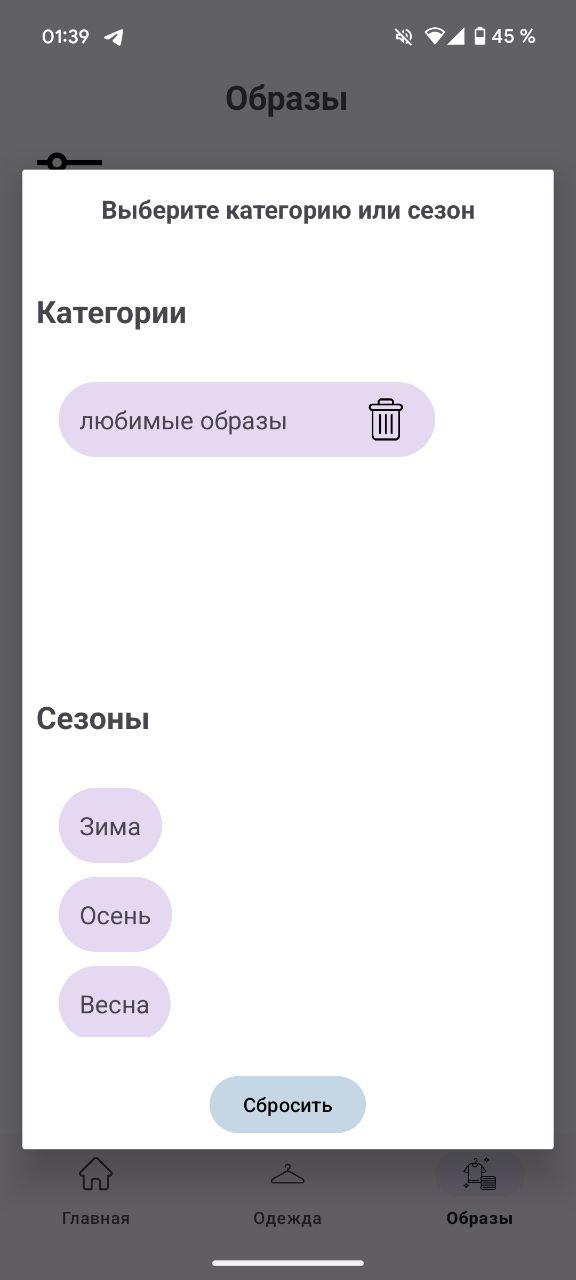 01:39
45 %
Образы
Выберите категорию или сезон
Категории
любимые образы
Сезоны
Зима
Осень
Весна
Сбросить
Главная
Одежда
Образы